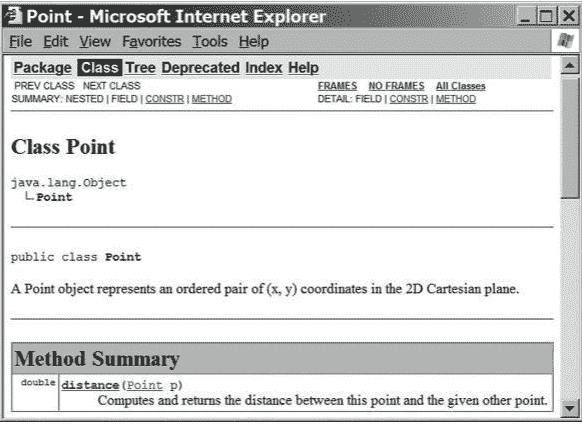 Point - Microsoft Internet Explorer
File Edit View Favorites Tools Help
Package Class Tree Deprecated Index Help
PREV CLASS NEXT CLASS
FRAMES NO FRAMES All Classes
SUMMARY: NESTED | FIELD | CONSTR | METHOD
DETAIL: FIELD | CONSTR | METHOD
Class Point
java.lang.Object
Point
public class Point
A Point object represents an ordered pair of (x, y) coordinates in the 2D Cartesian plane.
Method Summary
double distance(Point p)
Computes and returns the distance between this point and the given other point.